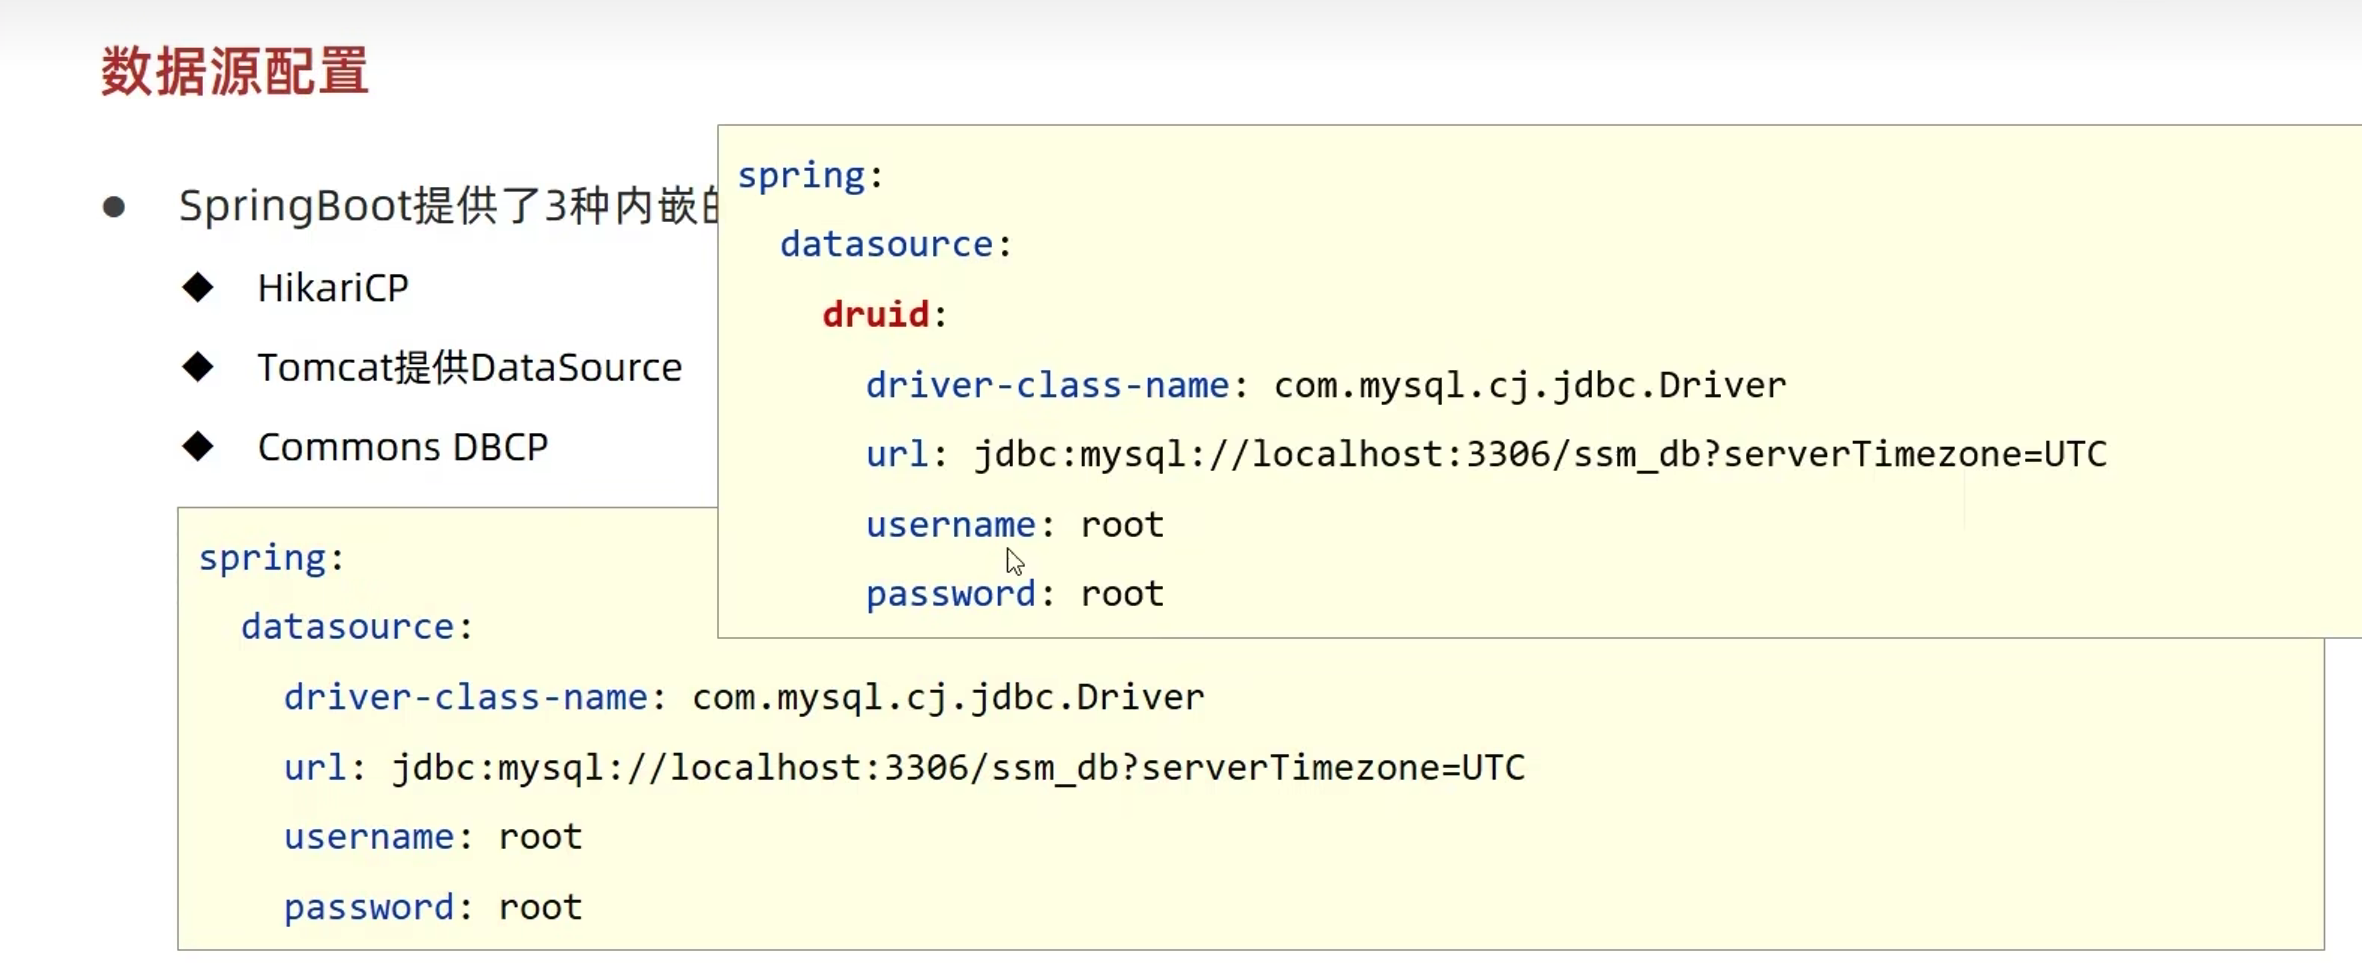 数据源配置
● SpringBoot提供了3种内嵌
◆ HikariCP
◆ Tomcat提供DataSource
◆ Commons DBCP
spring:
datasource:
druid:
driver-class-name: com.mysql.cj.jdbc.Driver
url: jdbc:mysql://localhost:3306/ssm_db?serverTimezone=UTC
username: root
password: root
spring:
datasource:
driver-class-name: com.mysql.cj.jdbc.Driver
url: jdbc:mysql://localhost:3306/ssm_db?serverTimezone=UTC
username: root
password: root